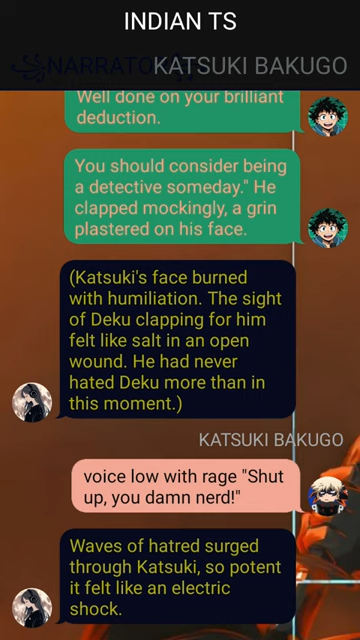 INDIAN TS
NARRATO
KATSUKI BAKUGO
Well done on your brilliant
deduction.
You should consider being
a detective someday." He
clapped mockingly, a grin
plastered on his face.
(Katsuki's face burned
with humiliation. The sight
of Deku clapping for him
felt like salt in an open
wound. He had never
hated Deku more than in
this moment.)
KATSUKI BAKUGO
voice low with rage "Shut
up, you damn nerd!"
Waves of hatred surged
through Katsuki, so potent
it felt like an electric
shock.